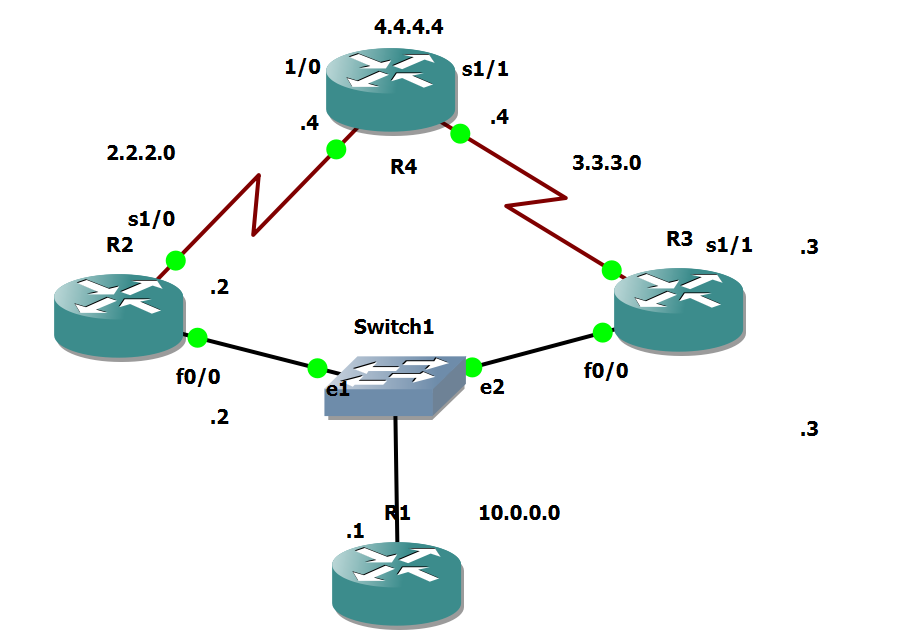 4.4.4.4
1/0
s1/1
.4
.4
2.2.2.0
R4
3.3.3.0
s1/0
R2
R3
s1/1
.3
.2
Switch1
f0/0
e1
e2
f0/0
.2
.3
R1
10.0.0.0
.1